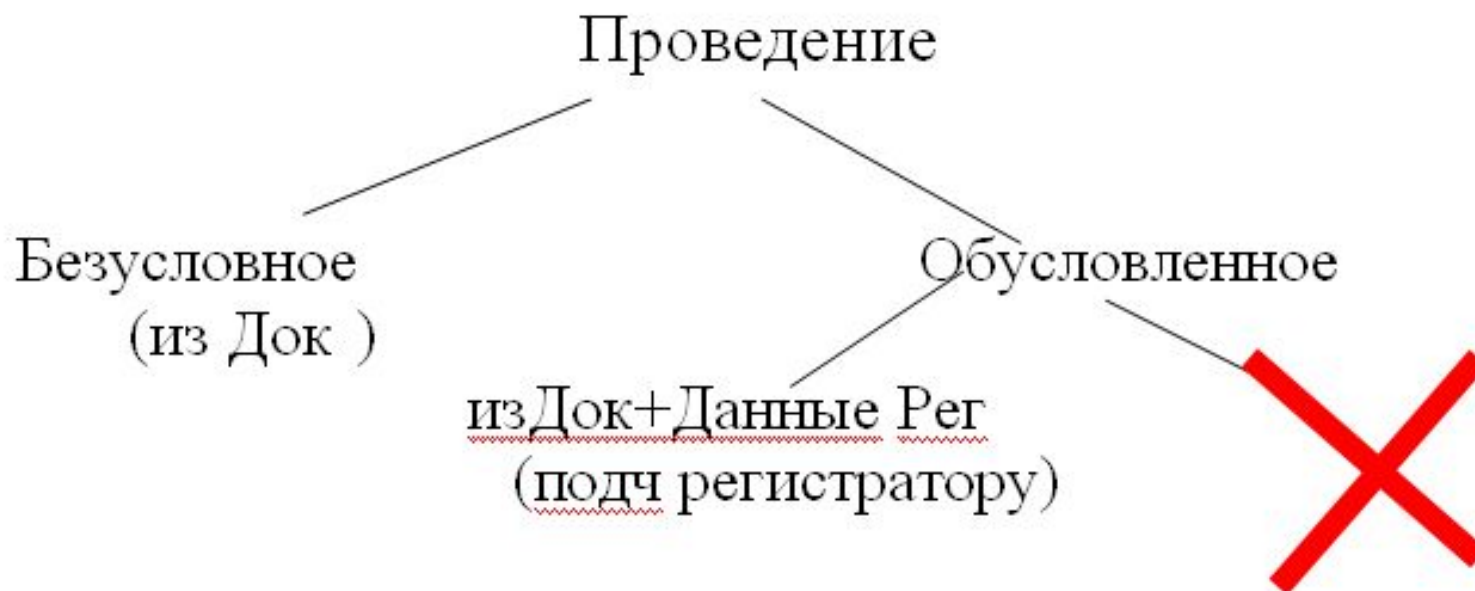 Проведение
Безусловное
(из Док )
Обусловленное
изДок+Данные Рег
(подч регистратору)